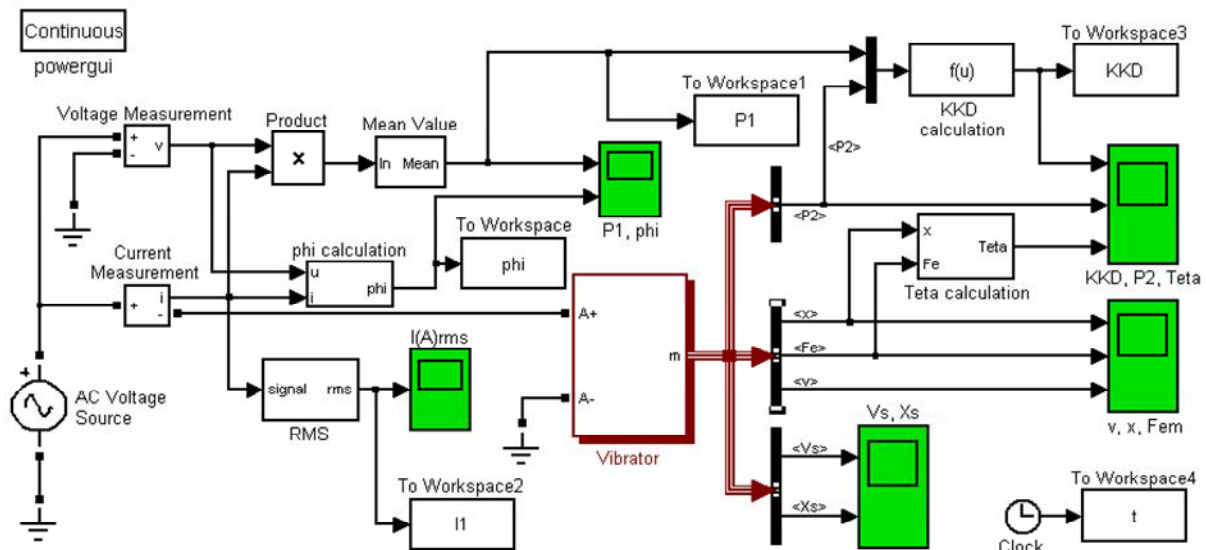 Continuous
powergui
Voltage Measurement
+
-
v
Product
×
Mean Value
In Mean
To Workspace1
P1
f(u)
KKD
calculation
To Workspace3
KKD
<P2>
<P2>
P1, phi
To Workspace
phi
phi calculation
u
i
phi
Current
Measurement
+
i
-
x
Fe
Teta
Teta calculation
KKD, P2, Teta
A+
A-
m
Vibrator
<x>
<Fe>
<v>
v, x, Fem
I(A)rms
signal rms
RMS
+
AC Voltage
Source
To Workspace2
I1
Vs, Xs
<Vs>
<Xs>
To Workspace4
t
Clock